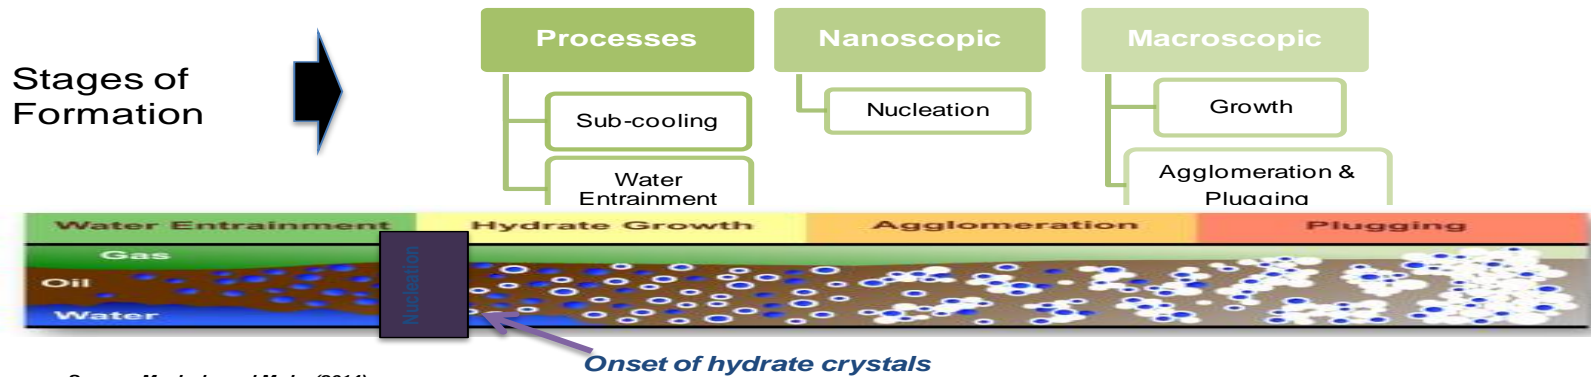 Stages of
Formation
Processes
Sub-cooling
Water
Entrainment
Nanoscopic
Nucleation
Macroscopic
Growth
Agglomeration &
Plugging
Water Entrainment
Hydrate Growth
Agglomeration
Plugging
Gas
Oil
Water
Nucleation
Onset of hydrate crystals